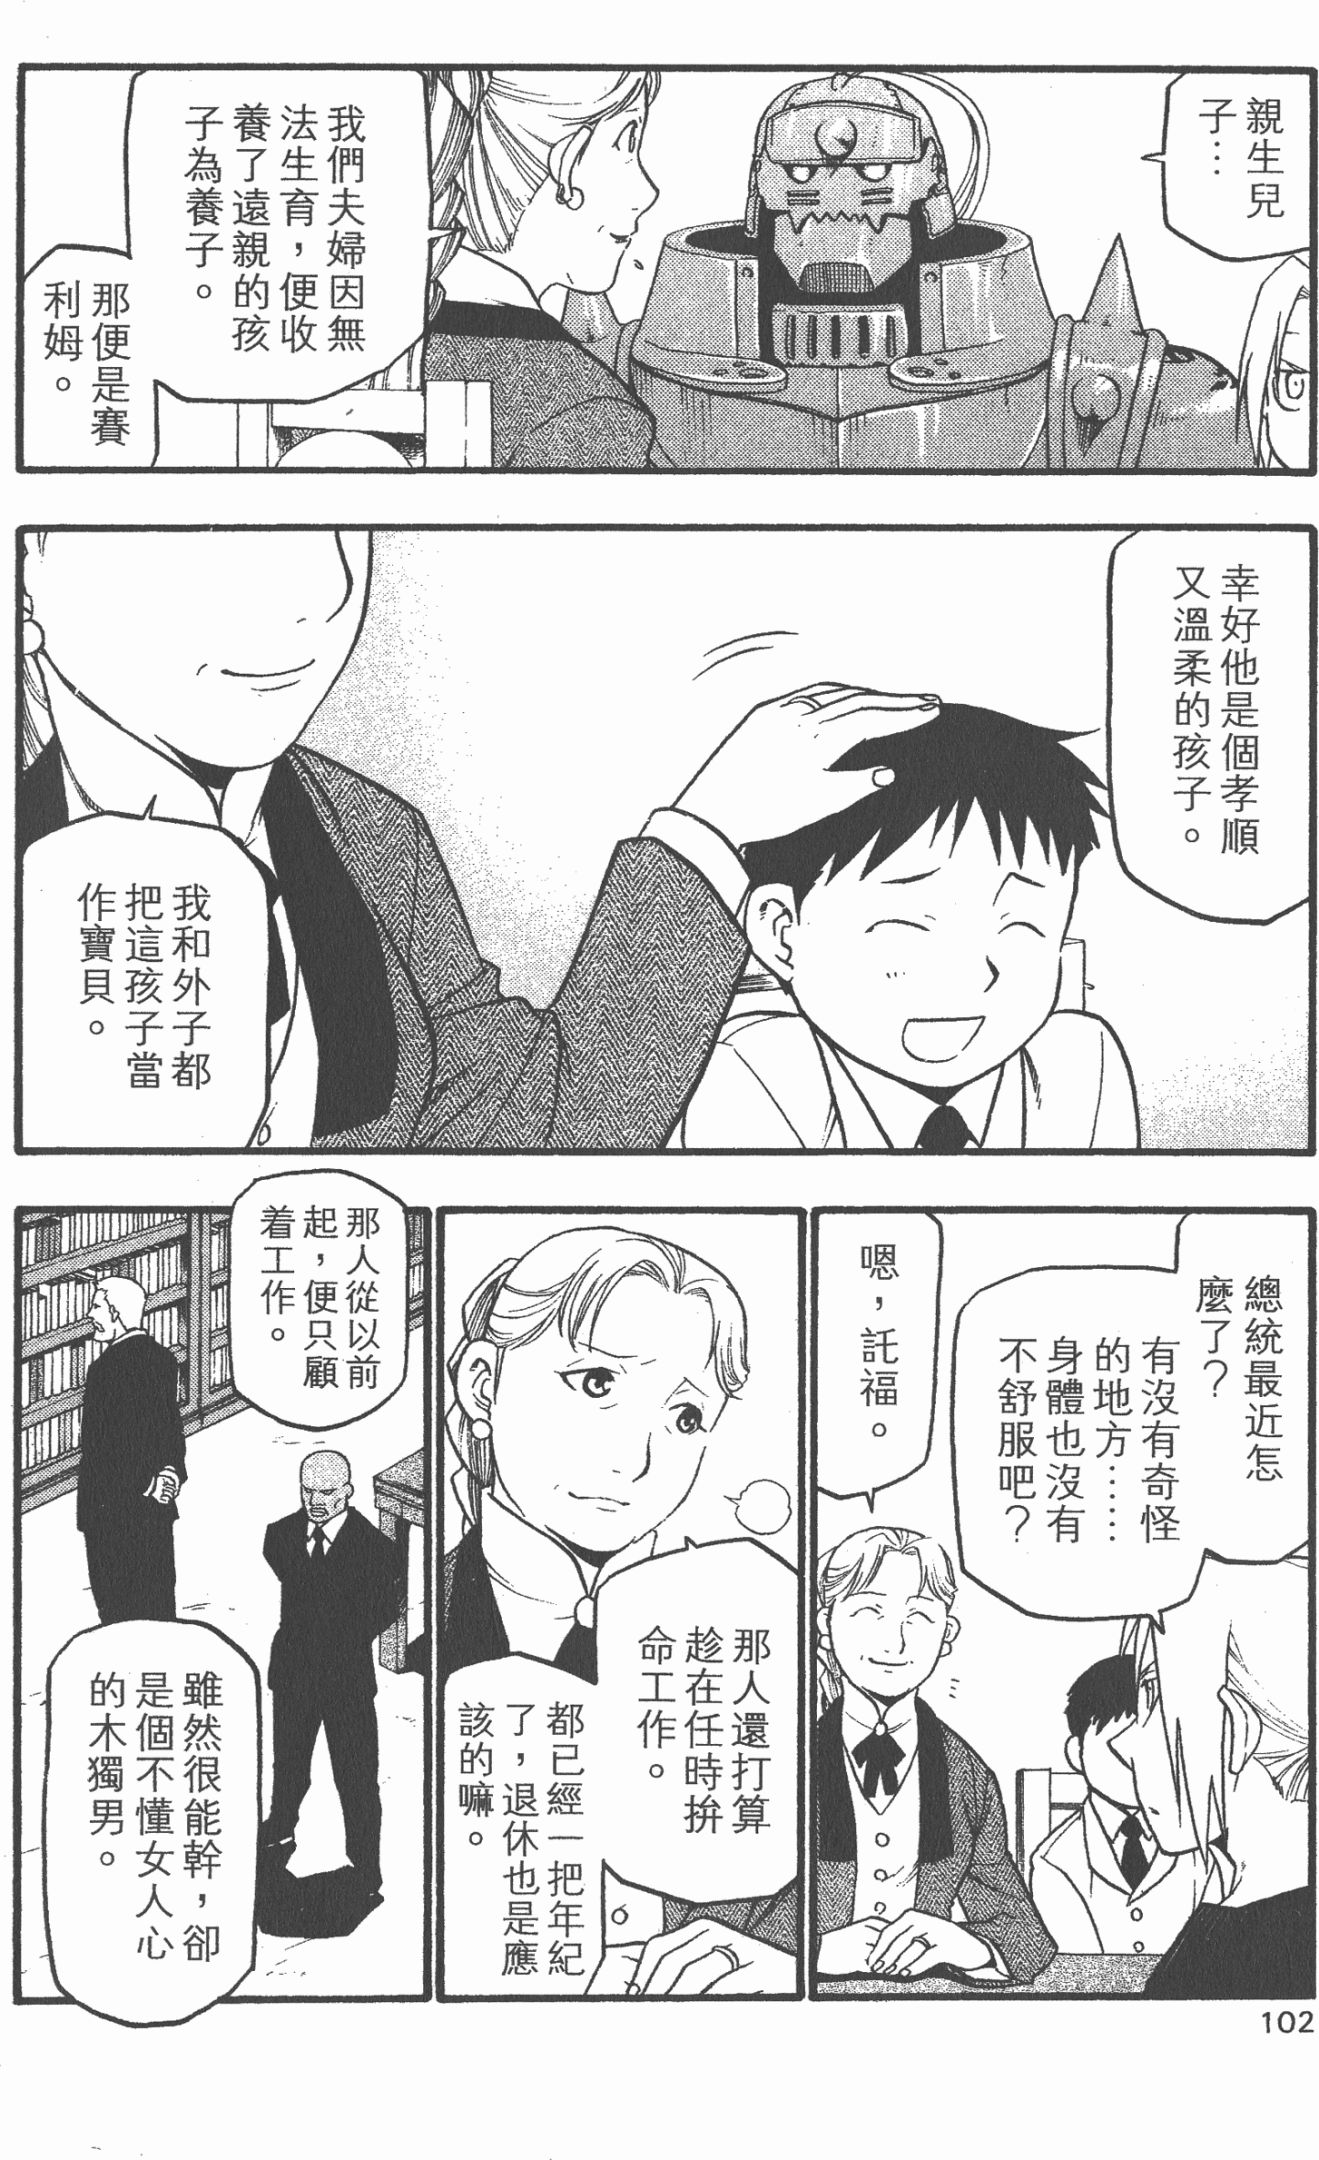 親生兒
子…
我們夫婦因無
法生育，便收
養了遠親的孩
子為養子。
那便是賽
利姆。
幸好他是個孝順
又溫柔的孩子。
我和外子都
把這孩子當
作寶貝。
總統最近怎
麼了？
有沒有奇怪
的地方……
身體也沒有
不舒服吧？
嗯，託福。
那人還打算
趁在任時拚
命工作。
都已經一把年紀
了，退休也是應
該的嘛。
那人從以前
起，便只顧
着工作。
雖然很能幹，卻
是個不懂女人心
的木獨男。
102